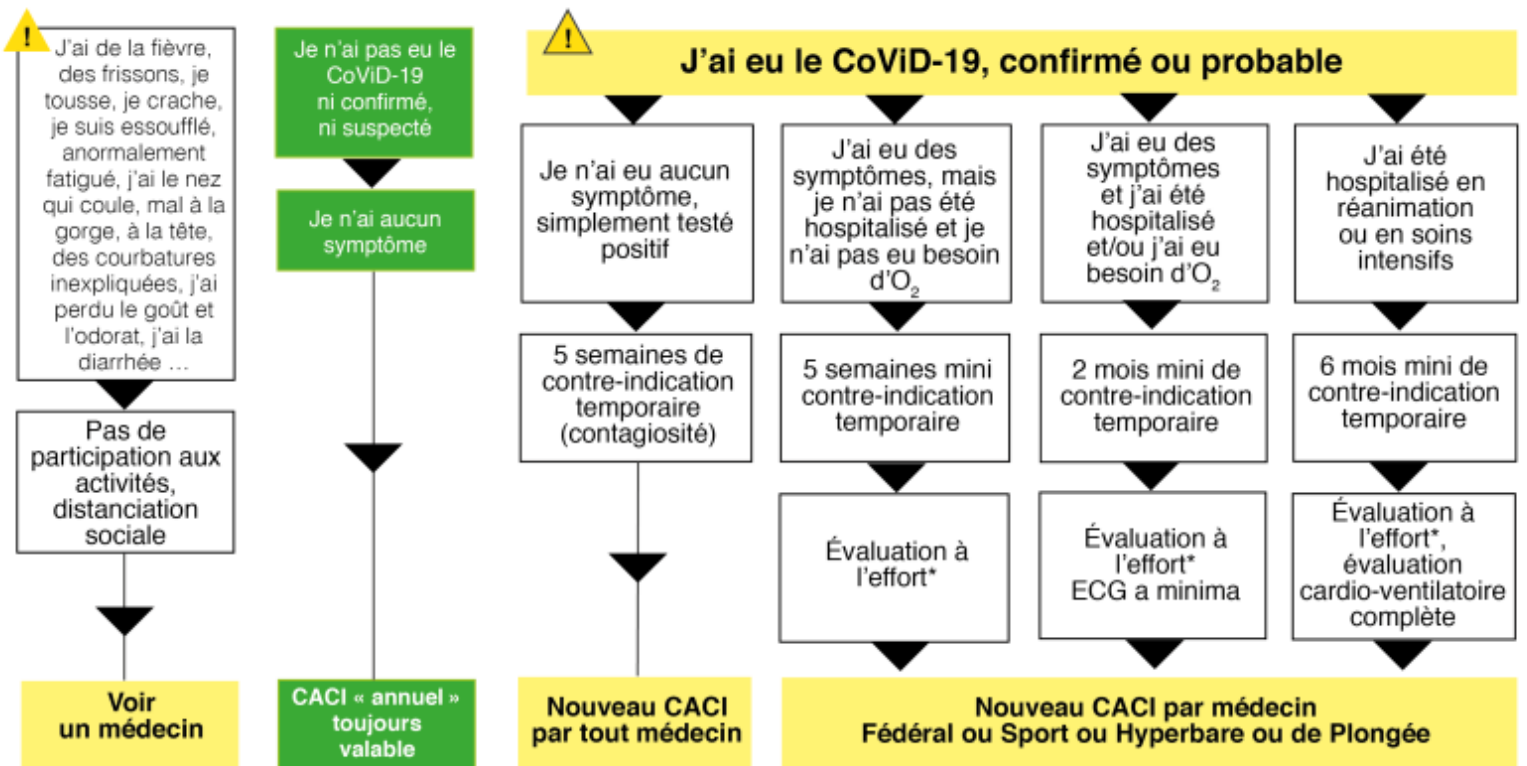 !
J'ai de la fièvre,
des frissons, je
tousse, je crache,
je suis essoufflé,
anormalement
fatigué, j'ai le nez
qui coule, mal à la
gorge, à la tête,
des courbatures
inexpliquées, j'ai
perdu le goût et
l'odorat, j'ai la
diarrhée …
Pas de
participation aux
activités,
distanciation
sociale
Voir
un médecin
Je n'ai pas eu le
CoViD-19
ni confirmé,
ni suspecté
Je n'ai aucun
symptôme
CACI « annuel »
toujours
valable
!
J'ai eu le CoViD-19, confirmé ou probable
Je n'ai eu aucun
symptôme,
simplement testé
positif
5 semaines de
contre-indication
temporaire
(contagiosité)
Nouveau CACI
par tout médecin
J'ai eu des
symptômes, mais
je n'ai pas été
hospitalisé et je
n'ai pas eu besoin
d'O₂
5 semaines mini
contre-indication
temporaire
Évaluation à
l'effort*
J'ai eu des
symptômes
et j'ai été
hospitalisé
et/ou j'ai eu
besoin d'O₂
2 mois mini de
contre-indication
temporaire
Évaluation à
l'effort*
ECG a minima
J'ai été
hospitalisé en
réanimation
ou en soins
intensifs
6 mois mini de
contre-indication
temporaire
Évaluation à
l'effort*,
évaluation
cardio-ventilatoire
complète
Nouveau CACI par médecin
Fédéral ou Sport ou Hyperbare ou de Plongée